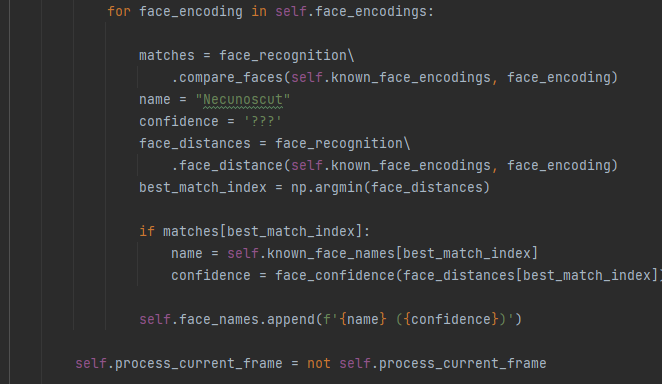 for face_encoding in self.face_encodings:
matches = face_recognition\
.compare_faces(self.known_face_encodings, face_encoding)
name = "Necunoscut"
confidence = '???'
face_distances = face_recognition\
.face_distance(self.known_face_encodings, face_encoding)
best_match_index = np.argmin(face_distances)
if matches[best_match_index]:
name = self.known_face_names[best_match_index]
confidence = face_confidence(face_distances[best_match_index])
self.face_names.append(f'{name} ({confidence})')
self.process_current_frame = not self.process_current_frame